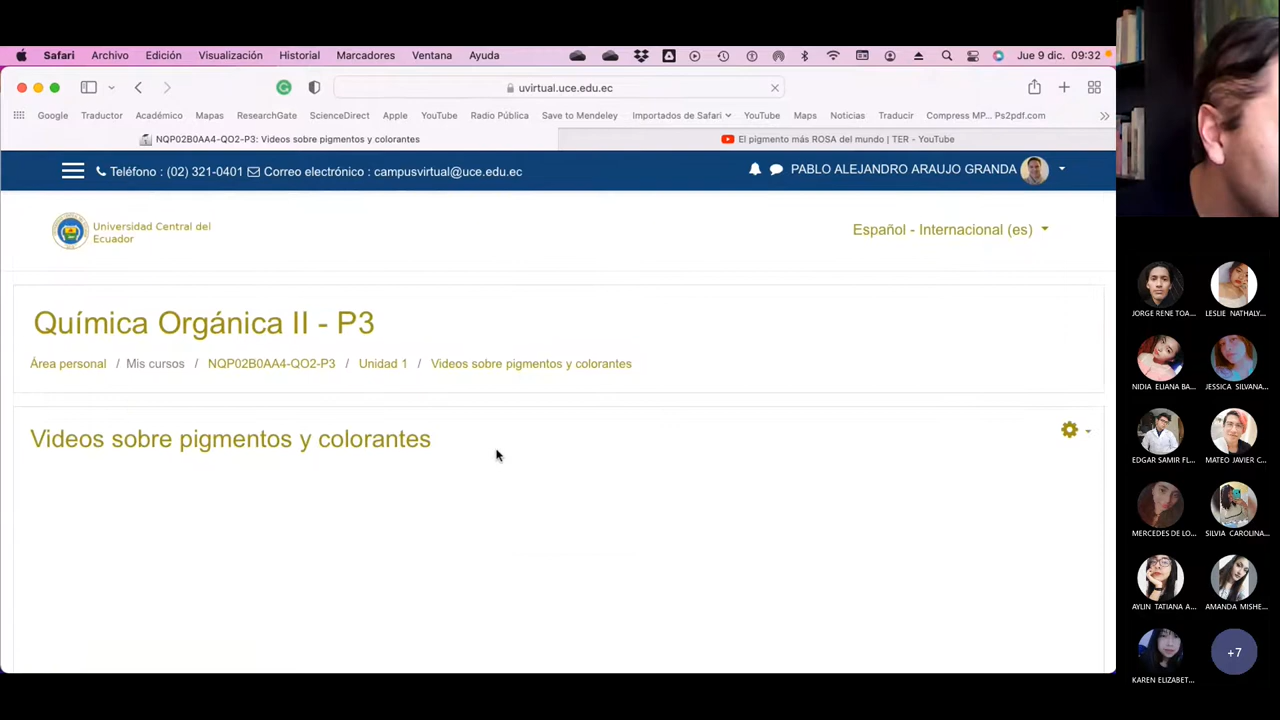 Safari Archivo Edición Visualización Historial Marcadores Ventana Ayuda Jue 9 dic. 09:32
uvirtual.uce.edu.ec
Google Traductor Académico Mapas ResearchGate ScienceDirect Apple YouTube Radio Pública Save to Mendeley Importados de Safari YouTube Maps Noticias Traducir Compress MP... Ps2pdf.com
NQP02B0AA4-QO2-P3: Videos sobre pigmentos y colorantes
El pigmento más ROSA del mundo | TER - YouTube
Teléfono : (02) 321-0401 Correo electrónico : campusvirtual@uce.edu.ec PABLO ALEJANDRO ARAUJO GRANDA
Universidad Central del
Ecuador
Español - Internacional (es)
Química Orgánica II - P3
Área personal / Mis cursos / NQP02B0AA4-QO2-P3 / Unidad 1 / Videos sobre pigmentos y colorantes
Videos sobre pigmentos y colorantes
JORGE RENE TOA... LESLIE NATHALY...
NIDIA ELIANA BA... JESSICA SILVANA...
EDGAR SAMIR FL... MATEO JAVIER C...
MERCEDES DE LO... SILVIA CAROLINA...
AYLIN TATIANA A... AMANDA MISHE...
+7
KAREN ELIZABET...